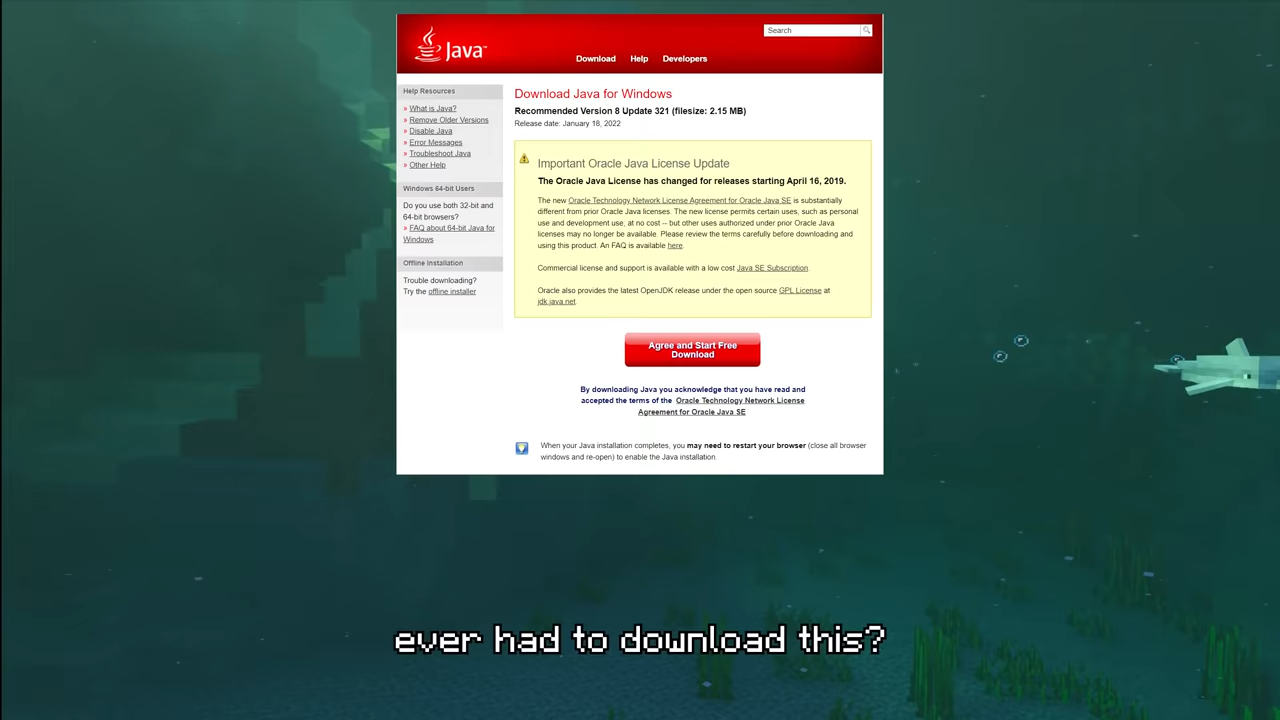 Java
Search
Download Help Developers
Help Resources
» What is Java?
» Remove Older Versions
» Disable Java
» Error Messages
» Troubleshoot Java
» Other Help
Windows 64-bit Users
Do you use both 32-bit and
64-bit browsers?
» FAQ about 64-bit Java for
Windows
Offline Installation
Trouble downloading?
Try the offline installer
Download Java for Windows
Recommended Version 8 Update 321 (filesize: 2.15 MB)
Release date: January 18, 2022
Important Oracle Java License Update
The Oracle Java License has changed for releases starting April 16, 2019.
The new Oracle Technology Network License Agreement for Oracle Java SE is substantially
different from prior Oracle Java licenses. The new license permits certain uses, such as personal
use and development use, at no cost -- but other uses authorized under prior Oracle Java
licenses may no longer be available. Please review the terms carefully before downloading and
using this product. An FAQ is available here.
Commercial license and support is available with a low cost Java SE Subscription.
Oracle also provides the latest OpenJDK release under the open source GPL License at
jdk.java.net.
Agree and Start Free
Download
By downloading Java you acknowledge that you have read and
accepted the terms of the Oracle Technology Network License
Agreement for Oracle Java SE
When your Java installation completes, you may need to restart your browser (close all browser
windows and re-open) to enable the Java installation.
ever had to download this?